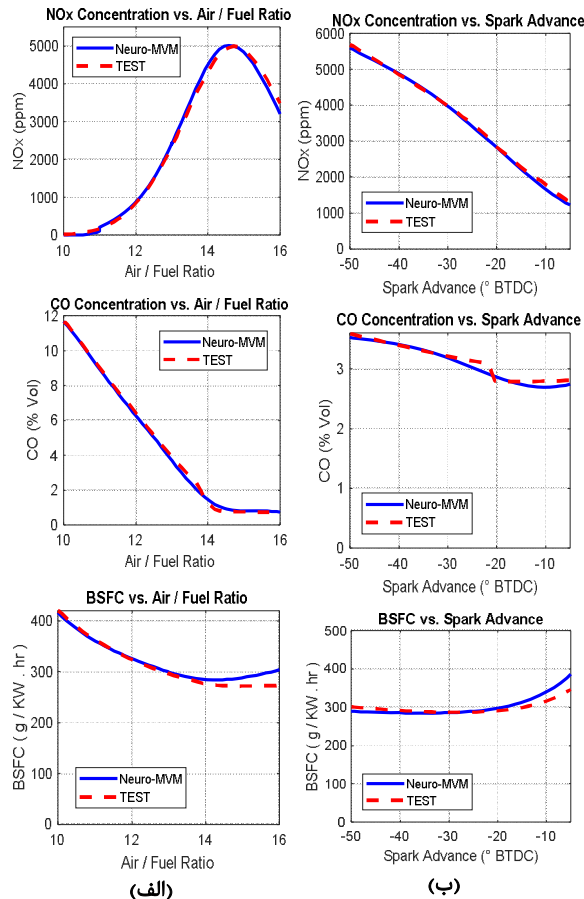 NOx Concentration vs. Air / Fuel Ratio
5000
4000
3000
2000
1000
0
NOx (ppm)
Neuro-MVM
TEST
10
12
14
16
Air / Fuel Ratio
NOx Concentration vs. Spark Advance
6000
5000
4000
3000
2000
1000
0
NOx (ppm)
Neuro-MVM
TEST
-50
-40
-30
-20
-10
Spark Advance (° BTDC)
CO Concentration vs. Air / Fuel Ratio
12
10
8
6
4
2
0
CO (% Vol)
Neuro-MVM
TEST
10
12
14
16
Air / Fuel Ratio
CO Concentration vs. Spark Advance
3
2
1
0
CO (% Vol)
Neuro-MVM
TEST
-50
-40
-30
-20
-10
Spark Advance (° BTDC)
BSFC vs. Air / Fuel Ratio
400
300
200
100
0
BSFC ( g / KW . hr)
Neuro-MVM
TEST
10
12
14
16
Air / Fuel Ratio
(الف)
BSFC vs. Spark Advance
500
400
300
200
100
0
BSFC ( g / KW . hr)
Neuro-MVM
TEST
-50
-40
-30
-20
-10
Spark Advance (° BTDC)
(ب)